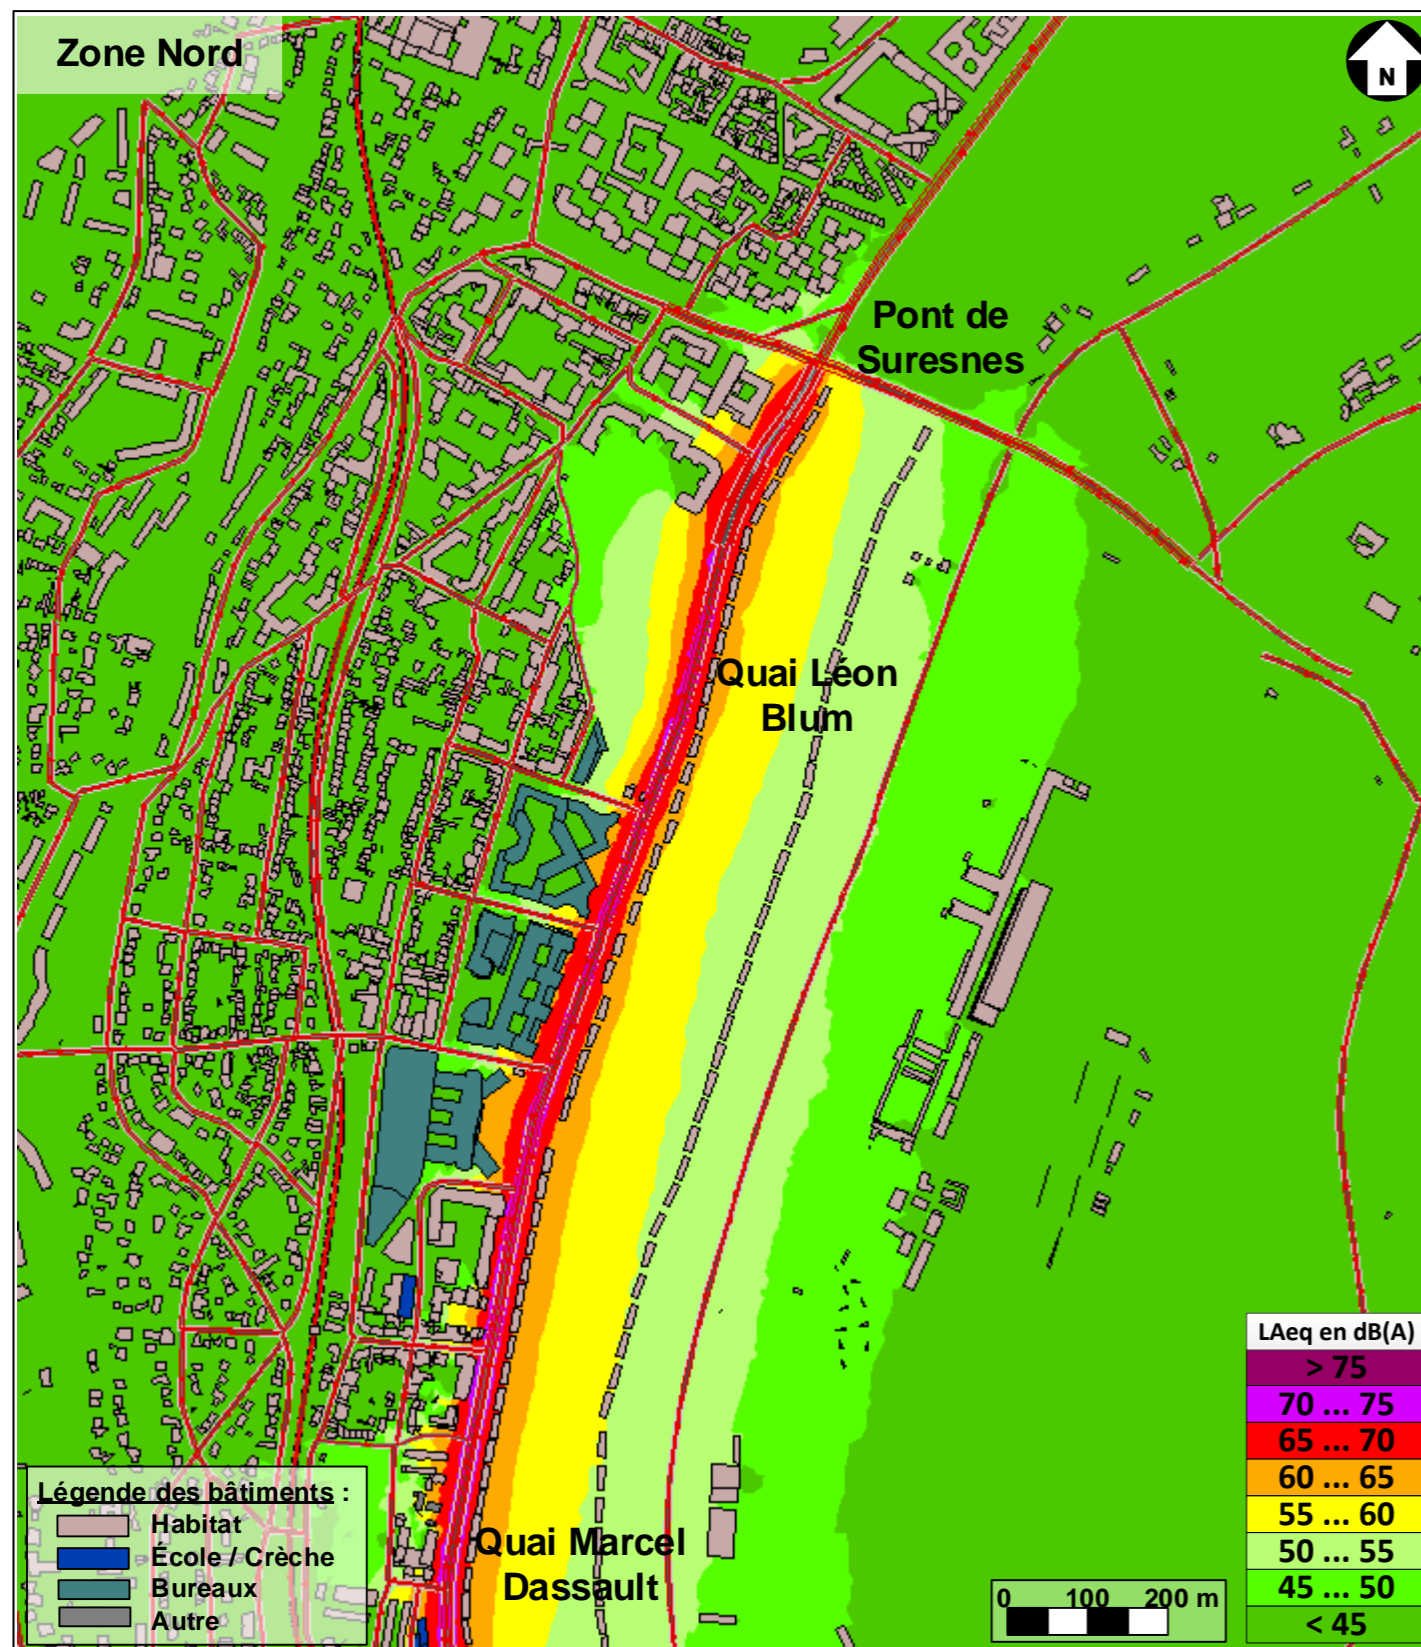 Zone Nord
N
Pont de
Suresnes
Quai Léon
Blum
Quai Marcel
Dassault
Légende des bâtiments :
Habitat
École / Crèche
Bureaux
Autre
0 100 200 m
LAeq en dB(A)
> 75
70 ... 75
65 ... 70
60 ... 65
55 ... 60
50 ... 55
45 ... 50
< 45